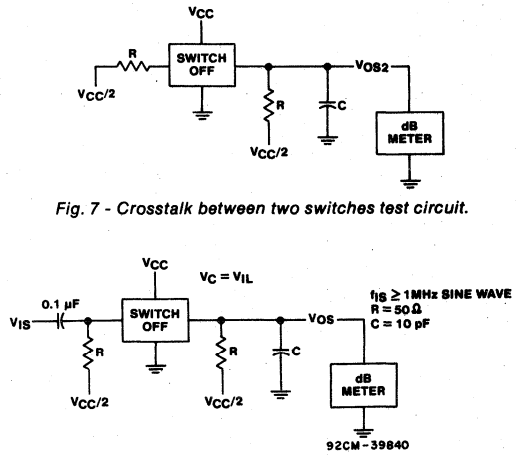 VCC
R
SWITCH
OFF
VCC/2
R
VCC/2
C
VOS2
dB
METER
Fig. 7 - Crosstalk between two switches test circuit.
VCC
VC = VIL
fIS ≥ 1MHz SINE WAVE
R = 50Ω
C = 10 pF
0.1 µF
VIS
SWITCH
OFF
VOS
R
VCC/2
R
VCC/2
C
dB
METER
92CM-39840